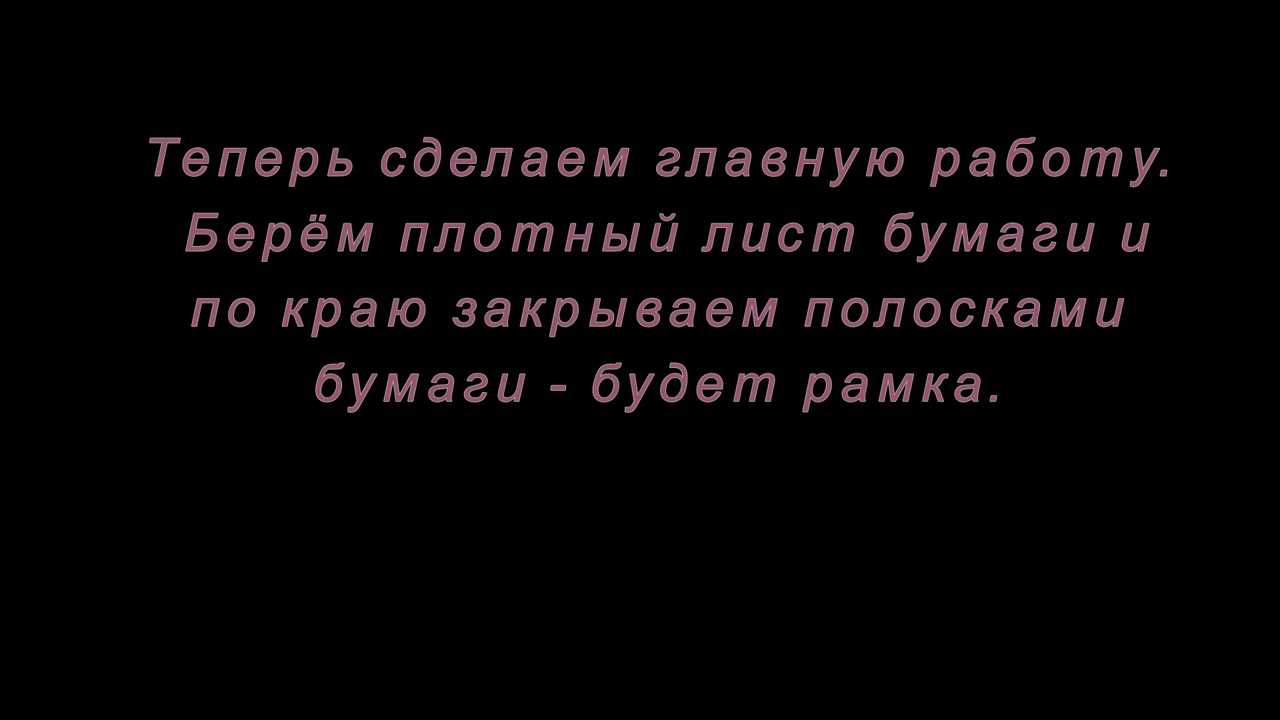 Теперь сделаем главную работу.
Берём плотный лист бумаги и
по краю закрываем полосками
бумаги - будет рамка.